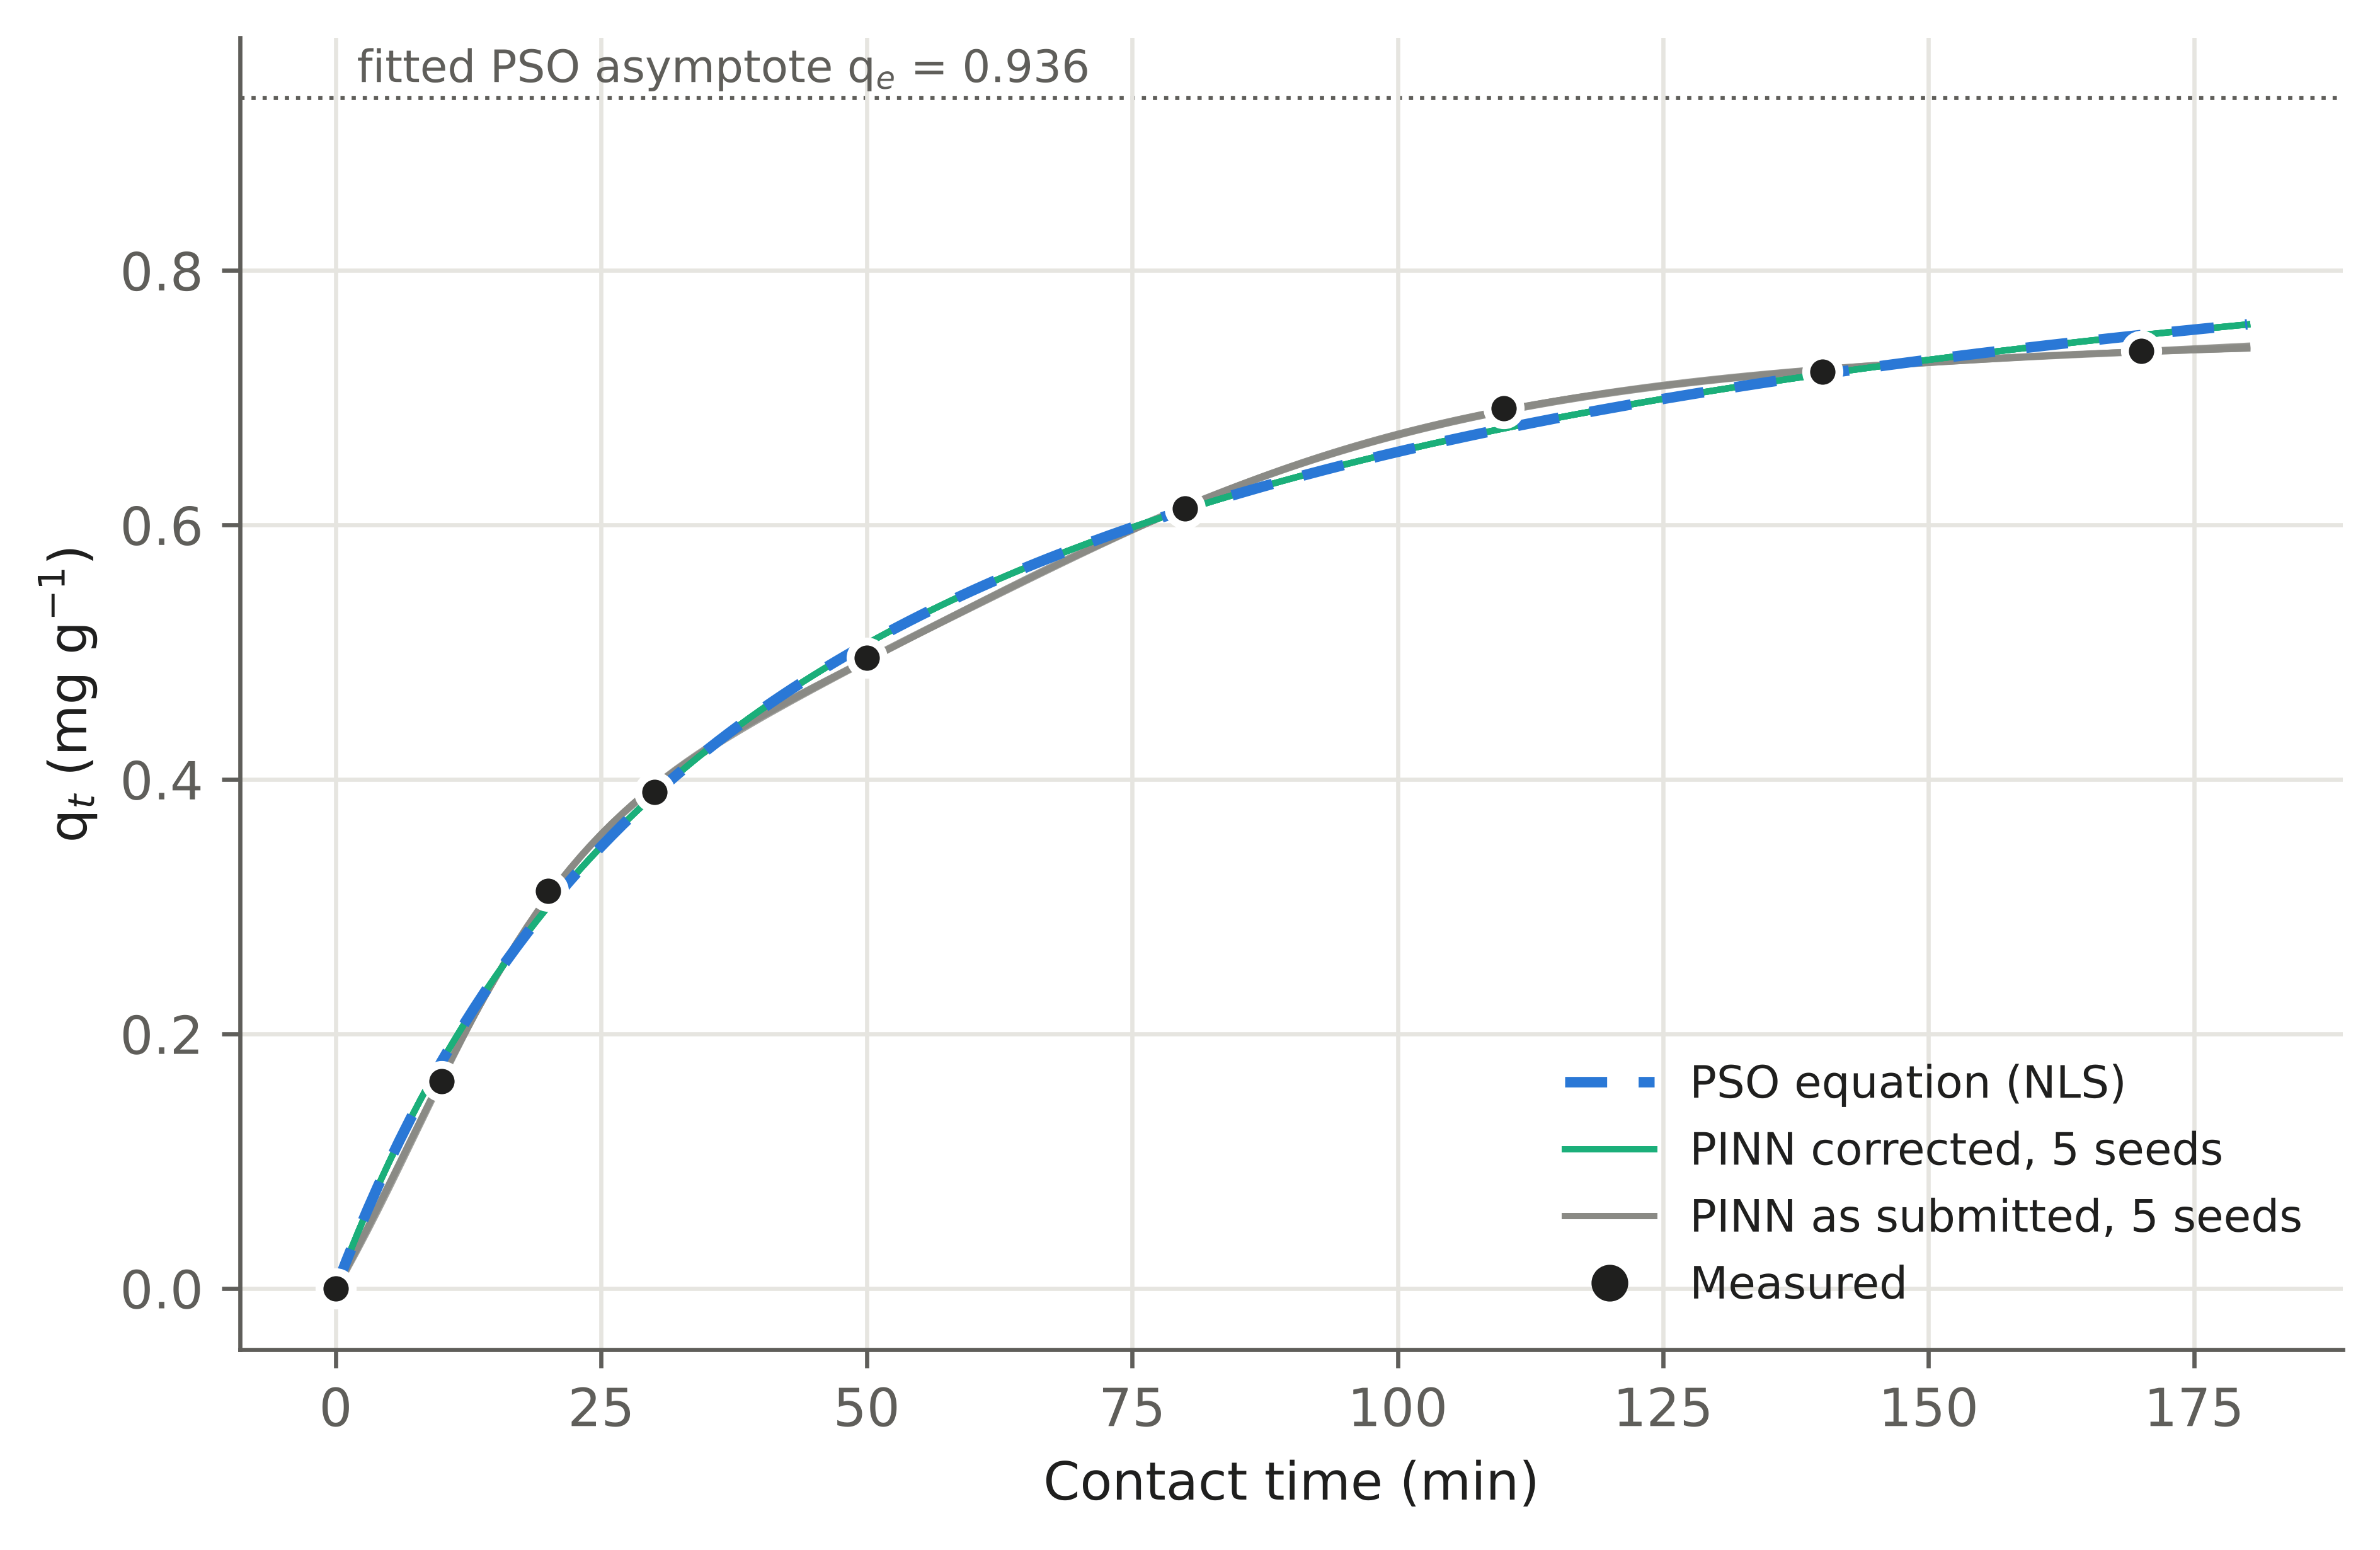 fitted PSO asymptote qₑ = 0.936
0.8
0.6
0.4
0.2
0.0
qₜ (mg g⁻¹)
PSO equation (NLS)
PINN corrected, 5 seeds
PINN as submitted, 5 seeds
Measured
0 25 50 75 100 125 150 175
Contact time (min)